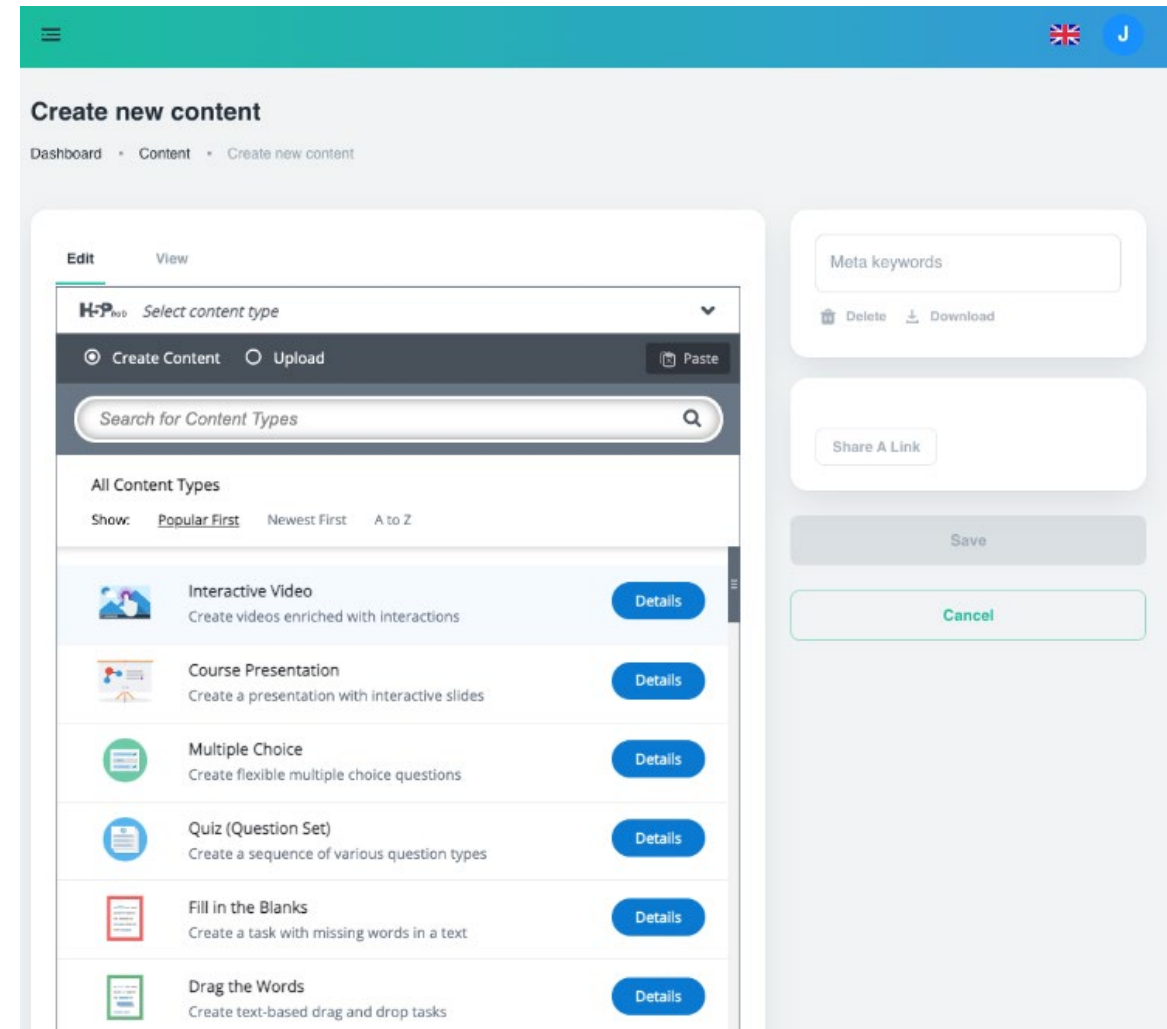 J
Create new content
Dashboard • Content • Create new content
Edit View
H5Phub Select content type
Create Content Upload Paste
Search for Content Types
All Content Types
Show: Popular First Newest First A to Z
Interactive Video
Create videos enriched with interactions
Details
Course Presentation
Create a presentation with interactive slides
Details
Multiple Choice
Create flexible multiple choice questions
Details
Quiz (Question Set)
Create a sequence of various question types
Details
Fill in the Blanks
Create a task with missing words in a text
Details
Drag the Words
Create text-based drag and drop tasks
Details
Meta keywords
Delete Download
Share A Link
Save
Cancel